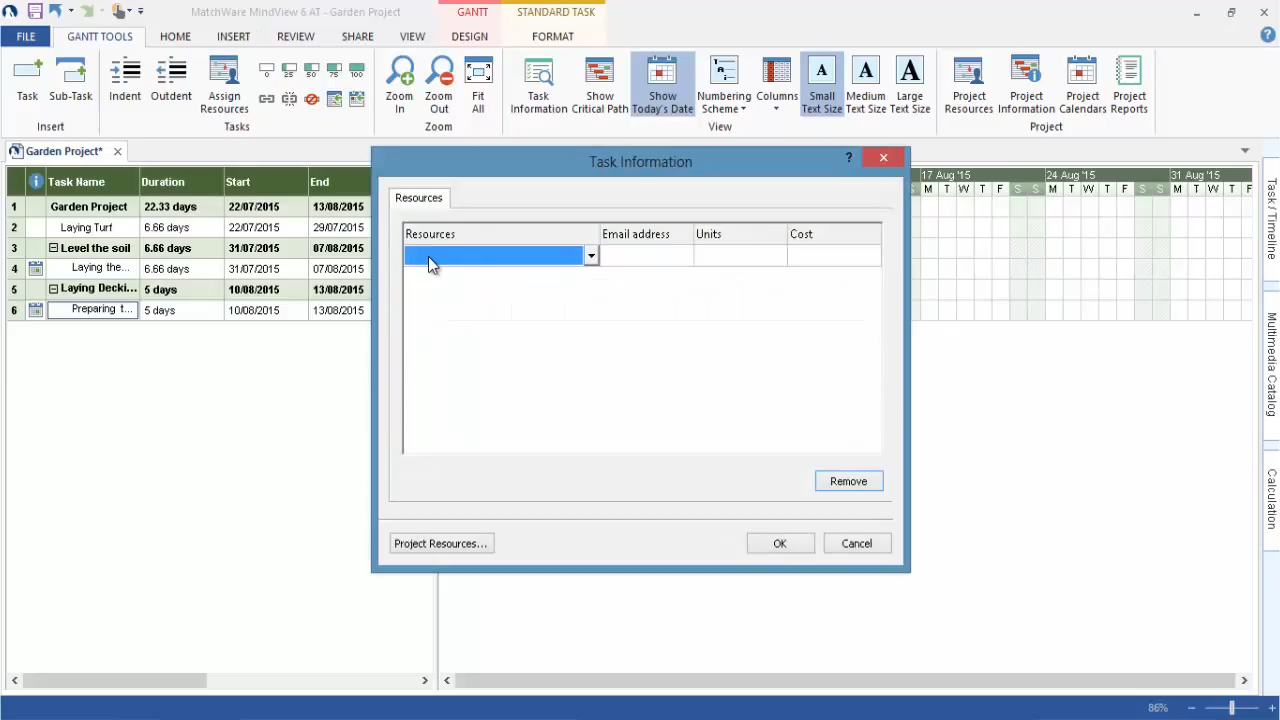 MatchWare MindView 6 AT - Garden Project
GANTT
STANDARD TASK
FILE
GANTT TOOLS
HOME
INSERT
REVIEW
SHARE
VIEW
DESIGN
FORMAT
Task
Sub-Task
Indent
Outdent
Assign Resources
0
25
50
75
100
Zoom In
Zoom Out
Fit All
Task Information
Show Critical Path
Show Today's Date
Numbering Scheme
Columns
A
Small Text Size
A
Medium Text Size
A
Large Text Size
Project Resources
Project Information
Project Calendars
Project Reports
Insert
Tasks
Zoom
View
Project
Garden Project*
Task Name Duration Start End
1 Garden Project 22.33 days 22/07/2015 13/08/2015
2 Laying Turf 6.66 days 22/07/2015 29/07/2015
3 Level the soil 6.66 days 31/07/2015 07/08/2015
4 Laying the... 6.66 days 31/07/2015 07/08/2015
5 Laying Decki... 5 days 10/08/2015 13/08/2015
6 Preparing t... 5 days 10/08/2015 13/08/2015
17 Aug '15 24 Aug '15 31 Aug '15
M T W T F S S M T W T F S S M T W T F
Task Information
?
Resources
Resources Email address Units Cost
Remove
Project Resources...
OK
Cancel
Task / Timeline
Multimedia Catalog
Calculation
86%